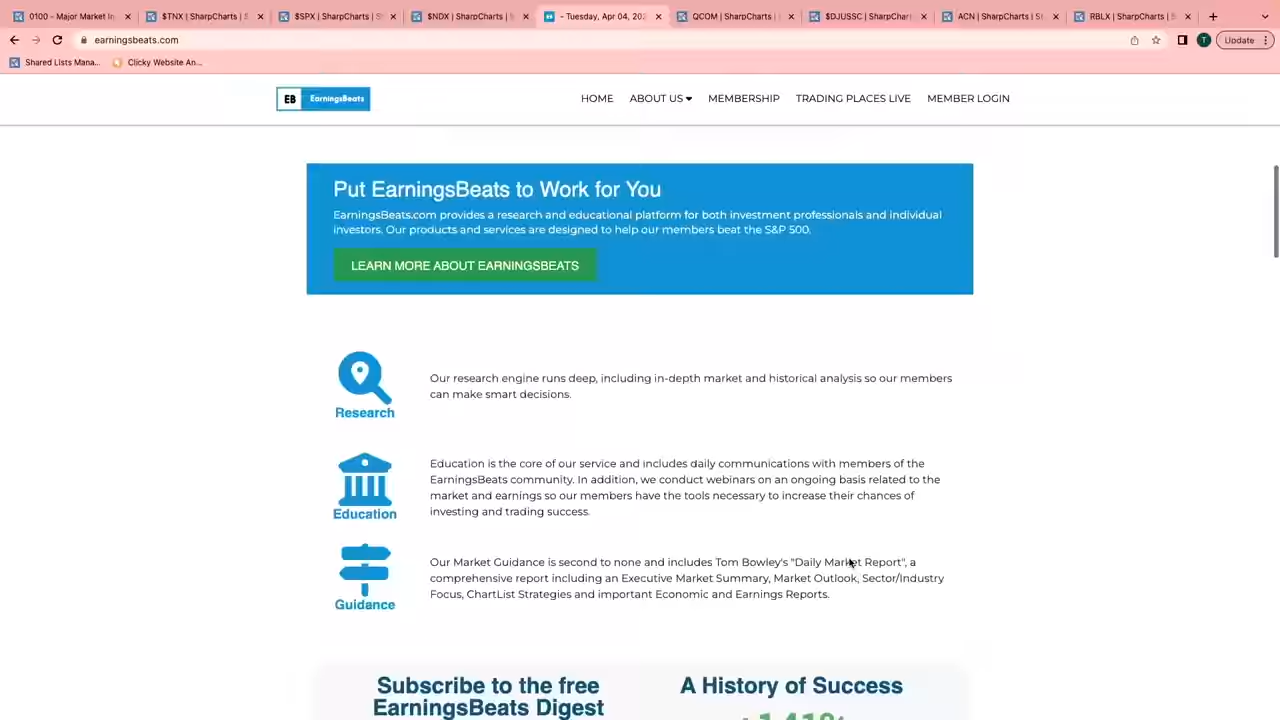 0100 - Major Market In
$TNX | SharpCharts | S
$SPX | SharpCharts | S
$NDX | SharpCharts | S
- Tuesday, Apr 04, 202
QCOM | SharpCharts | S
$DJUSSC | SharpChart
ACN | SharpCharts | St
RBLX | SharpCharts | S
earningsbeats.com
T
Update
Shared Lists Mana...
Clicky Website An...
EB EarningsBeats
HOME ABOUT US MEMBERSHIP TRADING PLACES LIVE MEMBER LOGIN
Put EarningsBeats to Work for You
EarningsBeats.com provides a research and educational platform for both investment professionals and individual
investors. Our products and services are designed to help our members beat the S&P 500.
LEARN MORE ABOUT EARNINGSBEATS
Research
Our research engine runs deep, including in-depth market and historical analysis so our members
can make smart decisions.
Education
Education is the core of our service and includes daily communications with members of the
EarningsBeats community. In addition, we conduct webinars on an ongoing basis related to the
market and earnings so our members have the tools necessary to increase their chances of
investing and trading success.
Guidance
Our Market Guidance is second to none and includes Tom Bowley's "Daily Market Report", a
comprehensive report including an Executive Market Summary, Market Outlook, Sector/Industry
Focus, ChartList Strategies and important Economic and Earnings Reports.
Subscribe to the free
EarningsBeats Digest
A History of Success